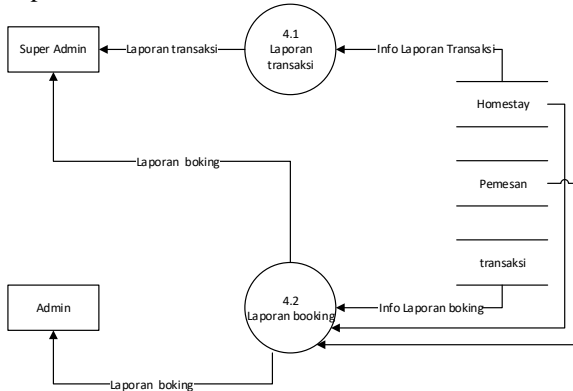 4.1
Laporan
transaksi
Super Admin
Laporan transaksi
Info Laporan Transaksi
Homestay
Laporan boking
Pemesan
transaksi
4.2
Laporan booking
Admin
Info Laporan boking
Laporan boking